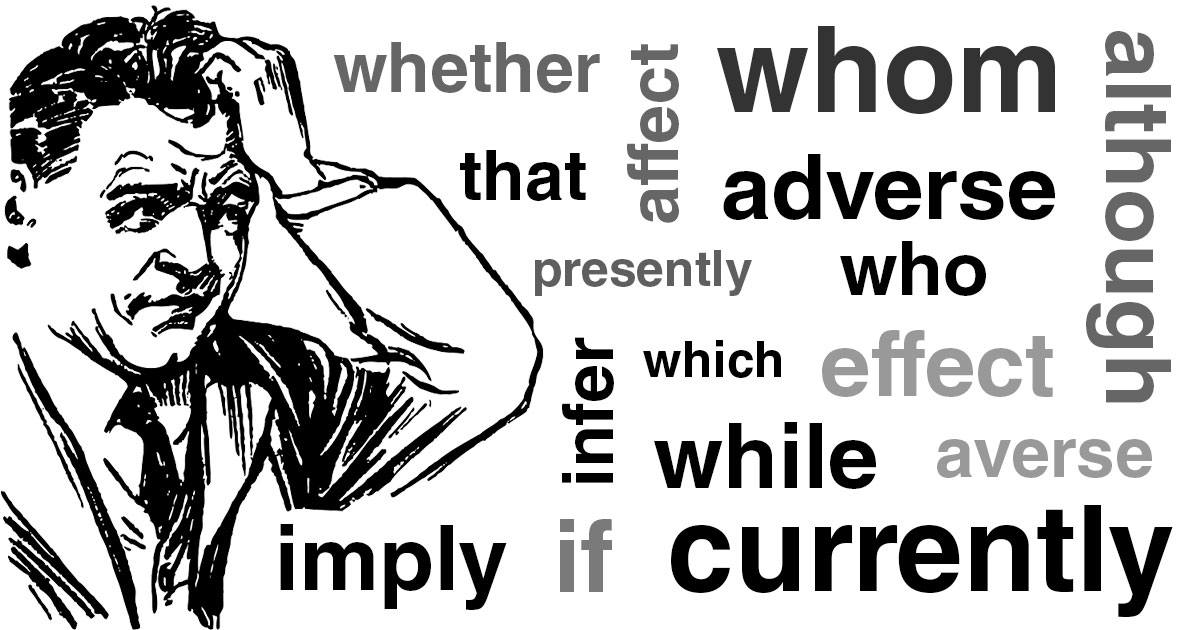 whether
affect
whom
although
that
adverse
presently
who
infer
which
effect
while
averse
imply
if
currently